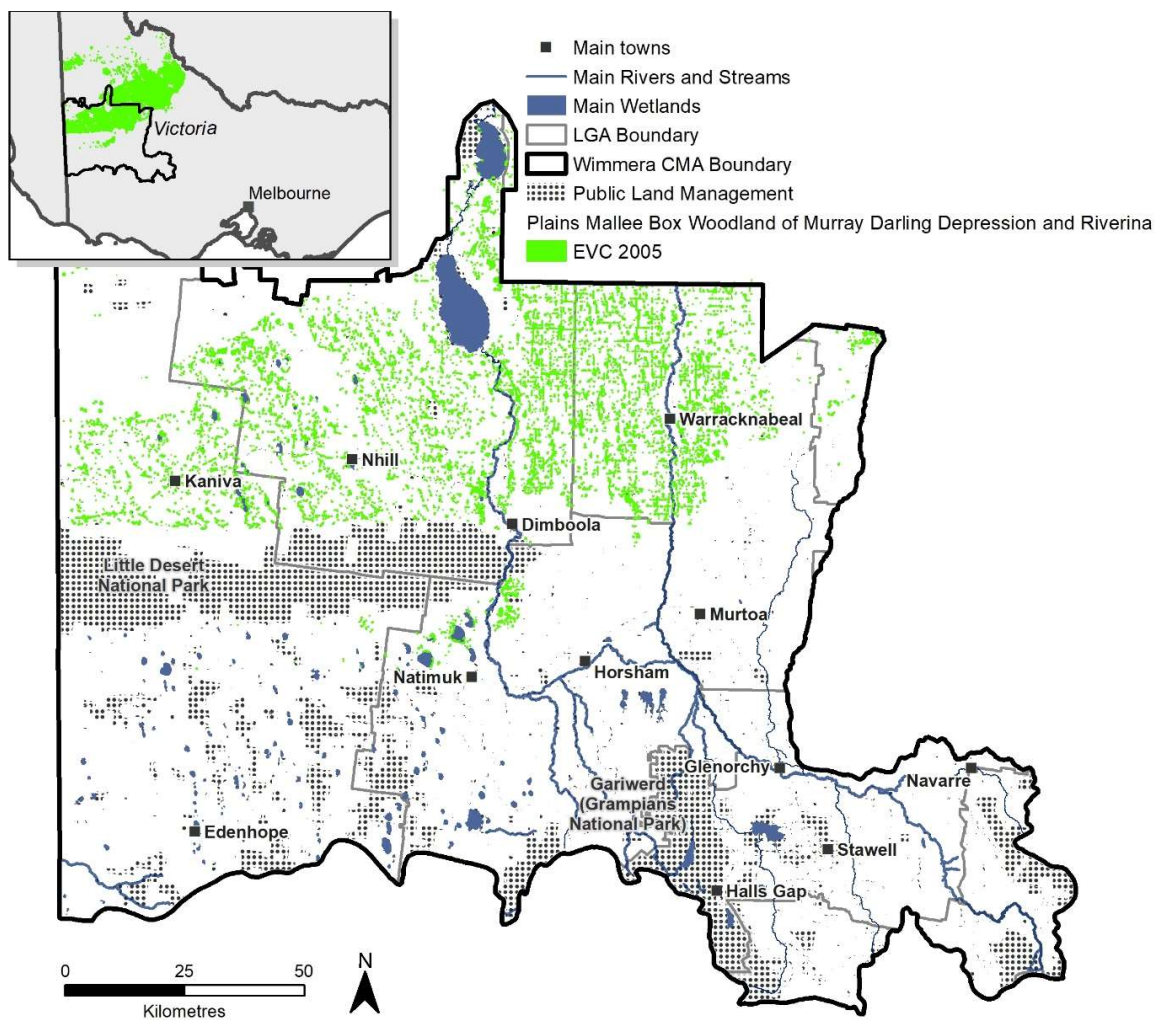 Victoria
Melbourne
Main towns
Main Rivers and Streams
Main Wetlands
LGA Boundary
Wimmera CMA Boundary
Public Land Management
Plains Mallee Box Woodland of Murray Darling Depression and Riverina
EVC 2005
Warracknabeal
Nhill
Kaniva
Dimboola
Little Desert
National Park
Murtoa
Horsham
Natimuk
Glenorchy
Navarre
Gariwerd
(Grampians
National Park)
Edenhope
Stawell
Halls Gap
0 25 50
Kilometres
N